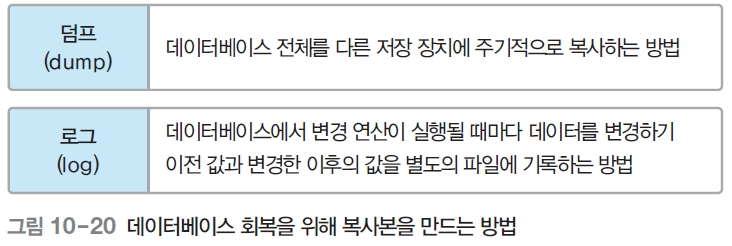 덤프
(dump)
데이터베이스 전체를 다른 저장 장치에 주기적으로 복사하는 방법
로그
(log)
데이터베이스에서 변경 연산이 실행될 때마다 데이터를 변경하기
이전 값과 변경한 이후의 값을 별도의 파일에 기록하는 방법
그림 10-20 데이터베이스 회복을 위해 복사본을 만드는 방법